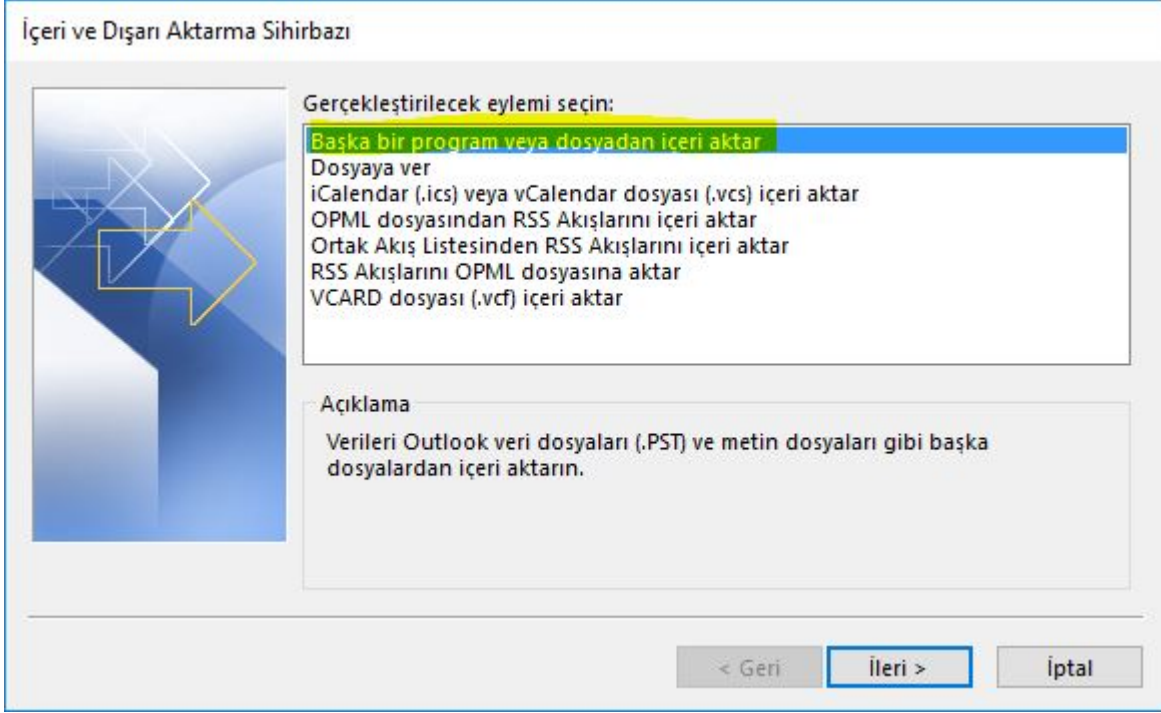 İçeri ve Dışarı Aktarma Sihirbazı
Gerçekleştirilecek eylemi seçin:
Başka bir program veya dosyadan içeri aktar
Dosyaya ver
iCalendar (.ics) veya vCalendar dosyası (.vcs) içeri aktar
OPML dosyasından RSS Akışlarını içeri aktar
Ortak Akış Listesinden RSS Akışlarını içeri aktar
RSS Akışlarını OPML dosyasına aktar
VCARD dosyası (.vcf) içeri aktar
Açıklama
Verileri Outlook veri dosyaları (.PST) ve metin dosyaları gibi başka
dosyalardan içeri aktarın.
< Geri İleri > İptal